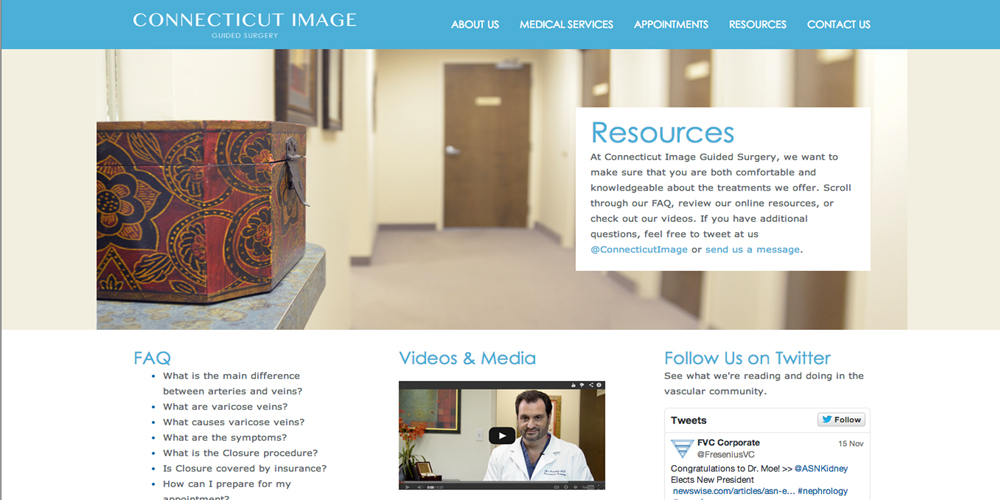 CONNECTICUT IMAGE
GUIDED SURGERY
ABOUT US
MEDICAL SERVICES
APPOINTMENTS
RESOURCES
CONTACT US
Resources
At Connecticut Image Guided Surgery, we want to
make sure that you are both comfortable and
knowledgeable about the treatments we offer. Scroll
through our FAQ, review our online resources, or
check out our videos. If you have additional
questions, feel free to tweet at us
@ConnecticutImage or send us a message.
FAQ
What is the main difference
between arteries and veins?
What are varicose veins?
What causes varicose veins?
What are the symptoms?
What is the Closure procedure?
Is Closure covered by insurance?
How can I prepare for my
appointment?
Videos & Media
Follow Us on Twitter
See what we're reading and doing in the
vascular community.
Tweets
Follow
FVC Corporate
15 Nov
@FreseniusVC
Congratulations to Dr. Moe! >> @ASNKidney
Elects New President
newswise.com/articles/asn-e... #nephrology